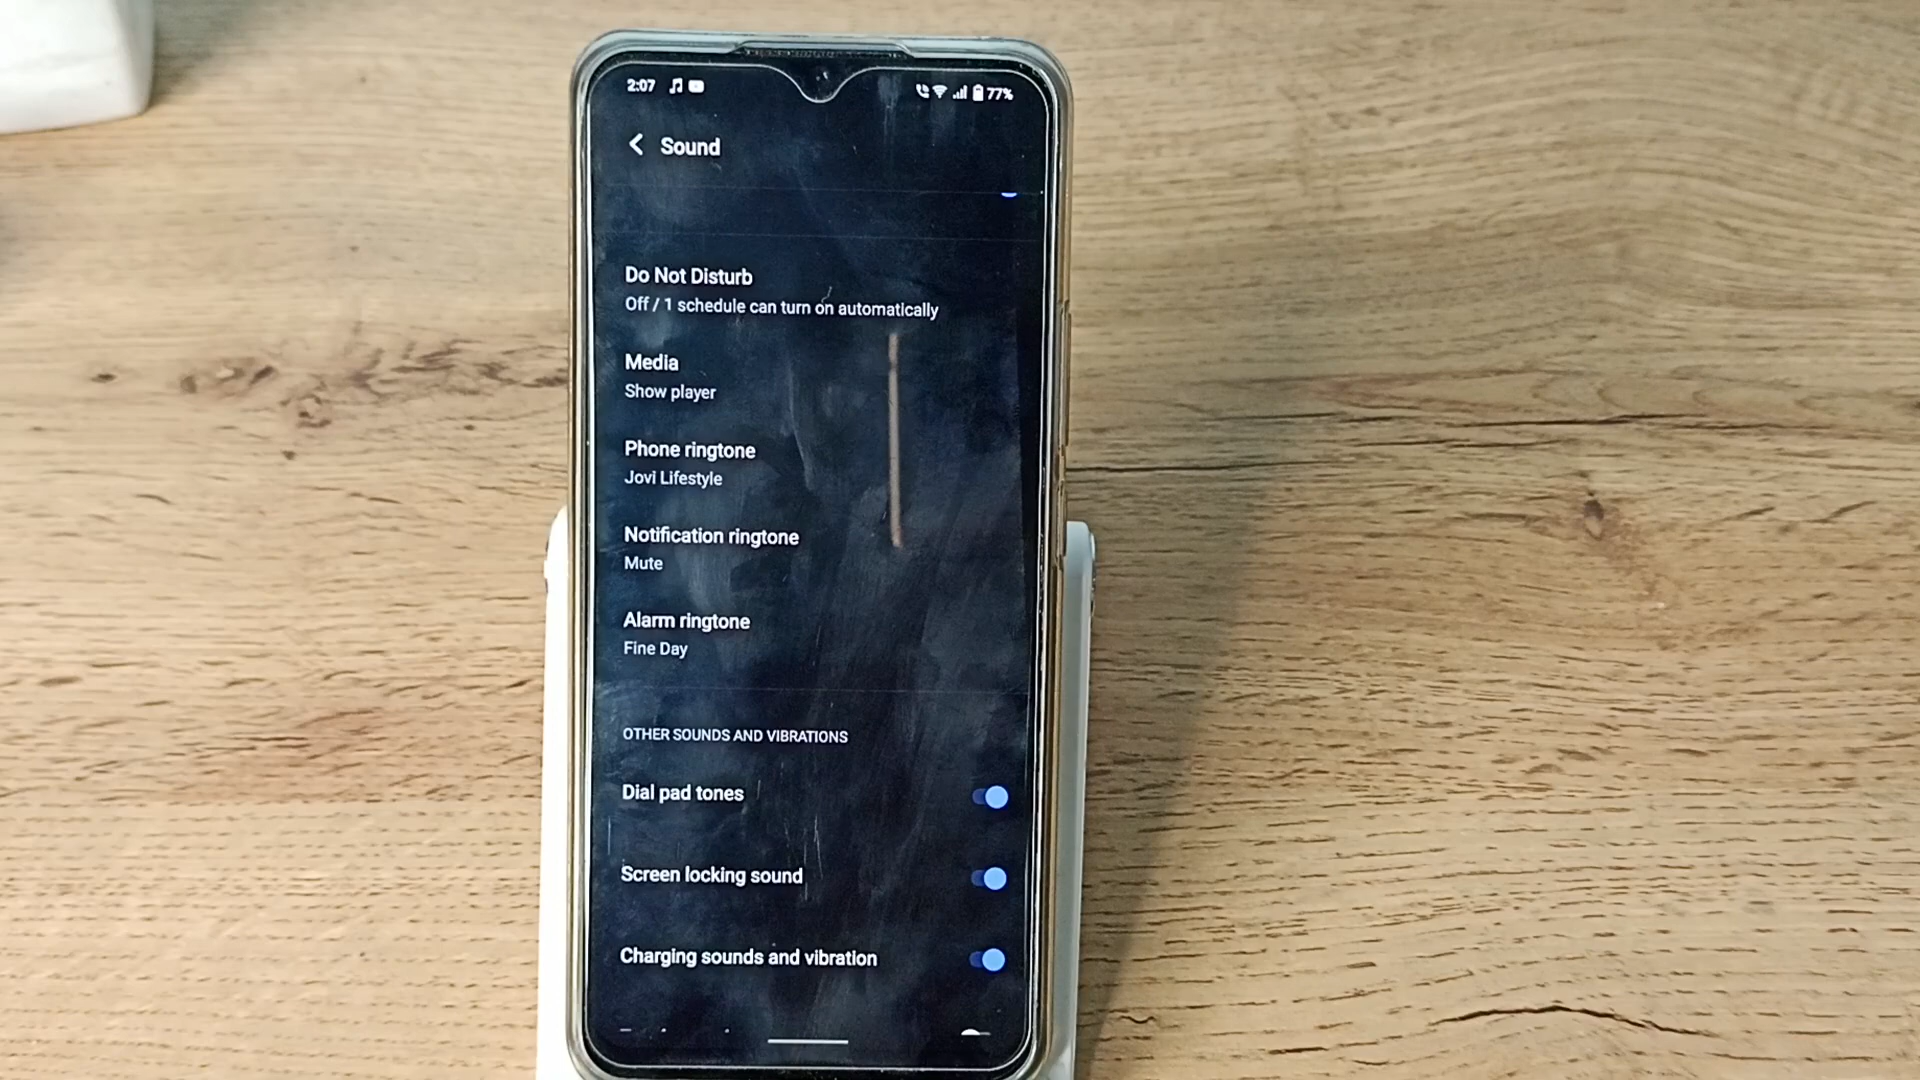 2:07
77%
Sound
Do Not Disturb
Off / 1 schedule can turn on automatically
Media
Show player
Phone ringtone
Jovi Lifestyle
Notification ringtone
Mute
Alarm ringtone
Fine Day
OTHER SOUNDS AND VIBRATIONS
Dial pad tones
Screen locking sound
Charging sounds and vibration